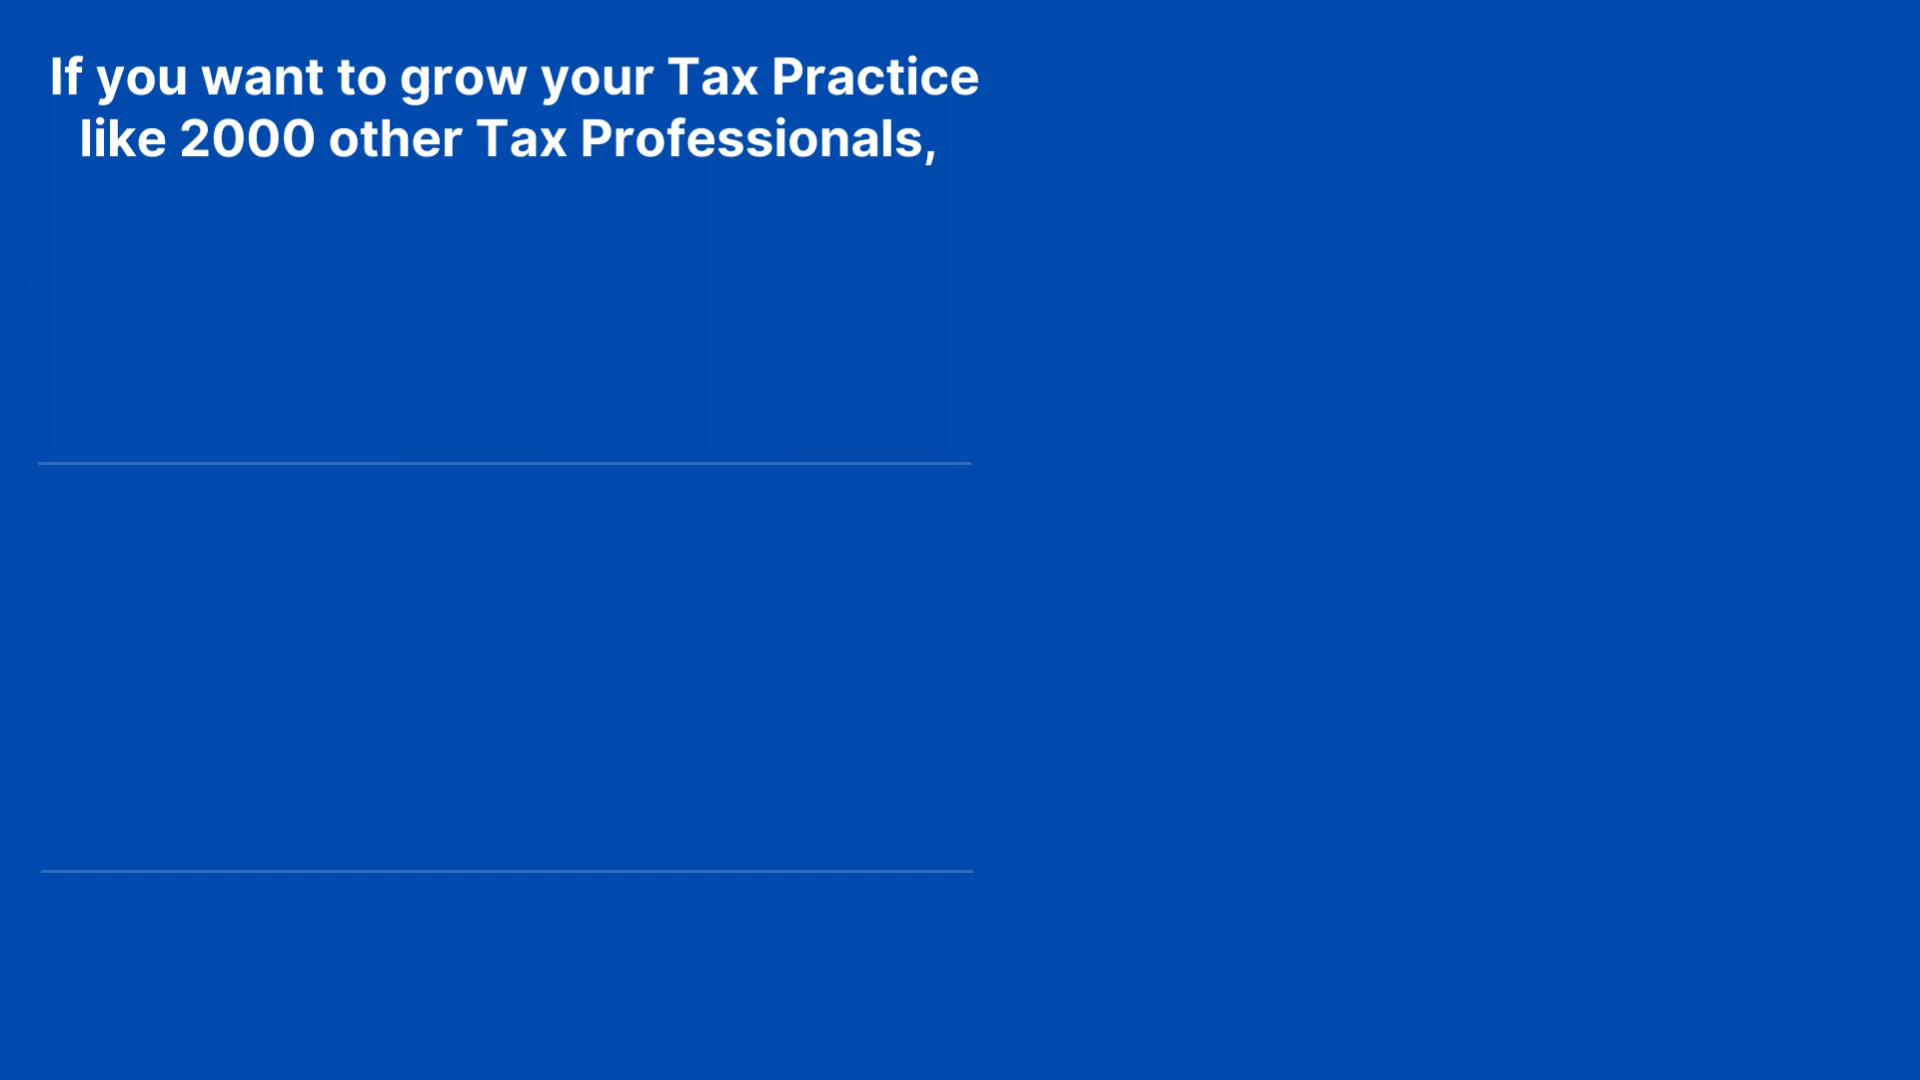 If you want to grow your Tax Practice
like 2000 other Tax Professionals,